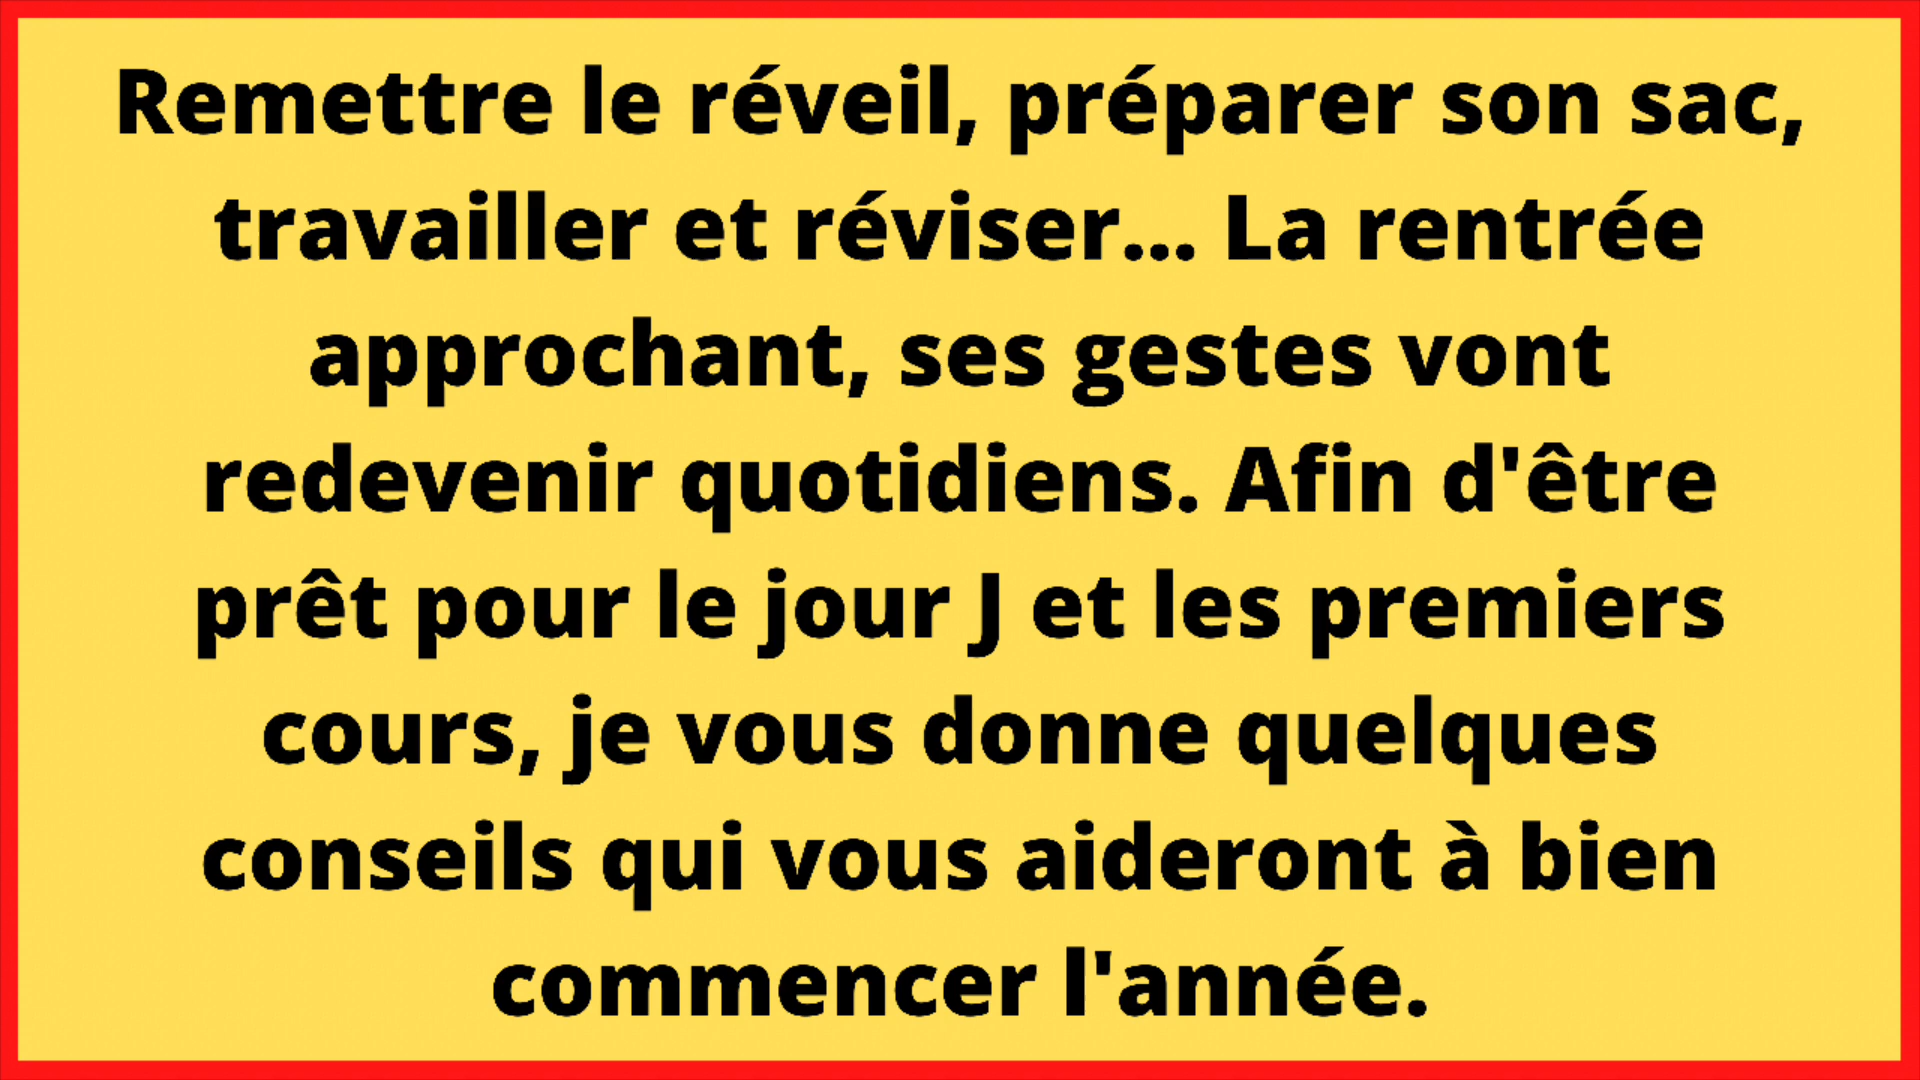 Remettre le réveil, préparer son sac,
travailler et réviser... La rentrée
approchant, ses gestes vont
redevenir quotidiens. Afin d'être
prêt pour le jour J et les premiers
cours, je vous donne quelques
conseils qui vous aideront à bien
commencer l'année.